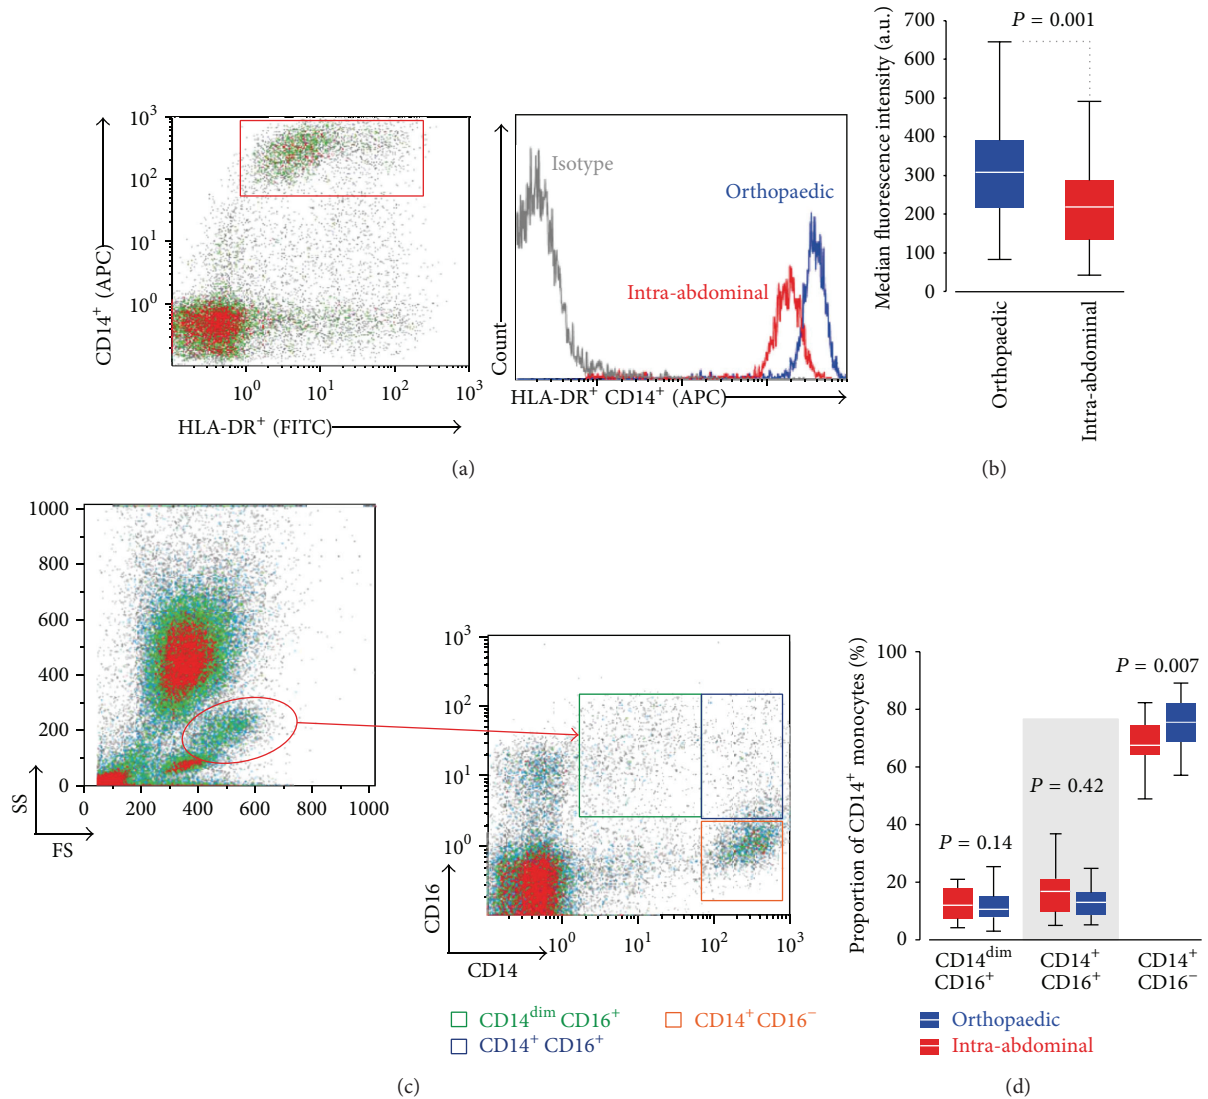 10³
10²
10¹
10⁰
CD14⁺ (APC)
10⁰ 10¹ 10² 10³
HLA-DR⁺ (FITC)
Isotype
Orthopaedic
Intra-abdominal
Count
HLA-DR⁺ CD14⁺ (APC)
(a)
P = 0.001
700
600
500
400
300
200
100
0
Median fluorescence intensity (a.u.)
Orthopaedic
Intra-abdominal
(b)
1000
800
600
400
200
0
SS
0 200 400 600 800 1000
FS
10³
10²
10¹
10⁰
CD16
10⁰ 10¹ 10² 10³
CD14
CD14ᵈⁱᵐ CD16⁺
CD14⁺ CD16⁻
CD14⁺ CD16⁺
(c)
100
80
60
40
20
0
Proportion of CD14⁺ monocytes (%)
P = 0.007
P = 0.42
P = 0.14
CD14ᵈⁱᵐ CD14⁺ CD14⁺
CD16⁺ CD16⁺ CD16⁻
Orthopaedic
Intra-abdominal
(d)